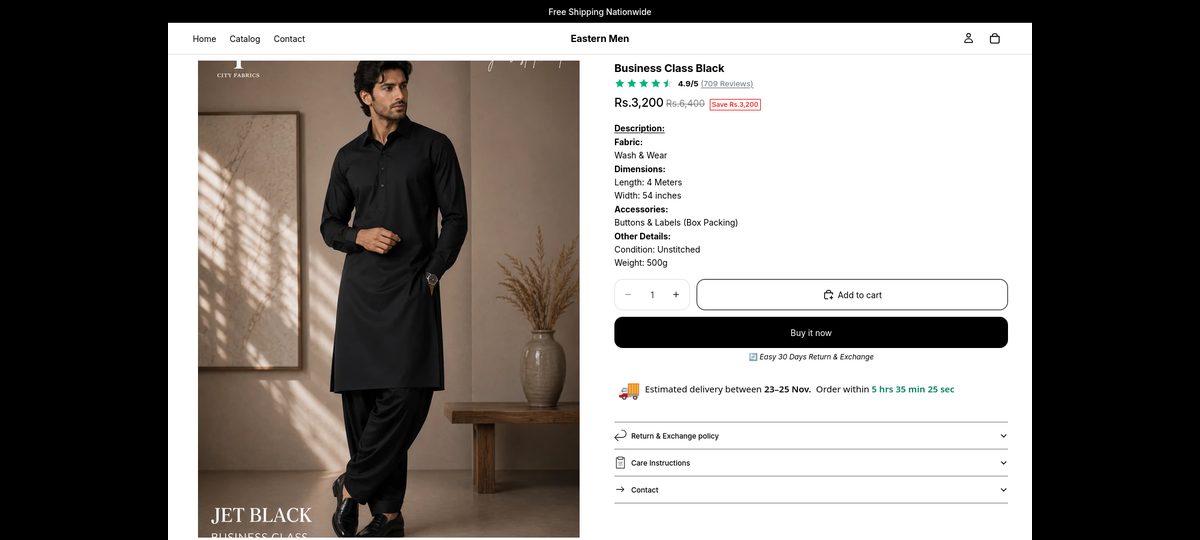 Free Shipping Nationwide
Home Catalog Contact
Eastern Men
CITY FABRICS
JET BLACK
BUSINESS CLASS
Business Class Black
4.9/5 (709 Reviews)
Rs.3,200 Rs.6,400 Save Rs.3,200
Description:
Fabric:
Wash & Wear
Dimensions:
Length: 4 Meters
Width: 54 inches
Accessories:
Buttons & Labels (Box Packing)
Other Details:
Condition: Unstitched
Weight: 500g
1
Add to cart
Buy it now
Easy 30 Days Return & Exchange
Estimated delivery between 23–25 Nov. Order within 5 hrs 35 min 25 sec
Return & Exchange policy
Care Instructions
Contact